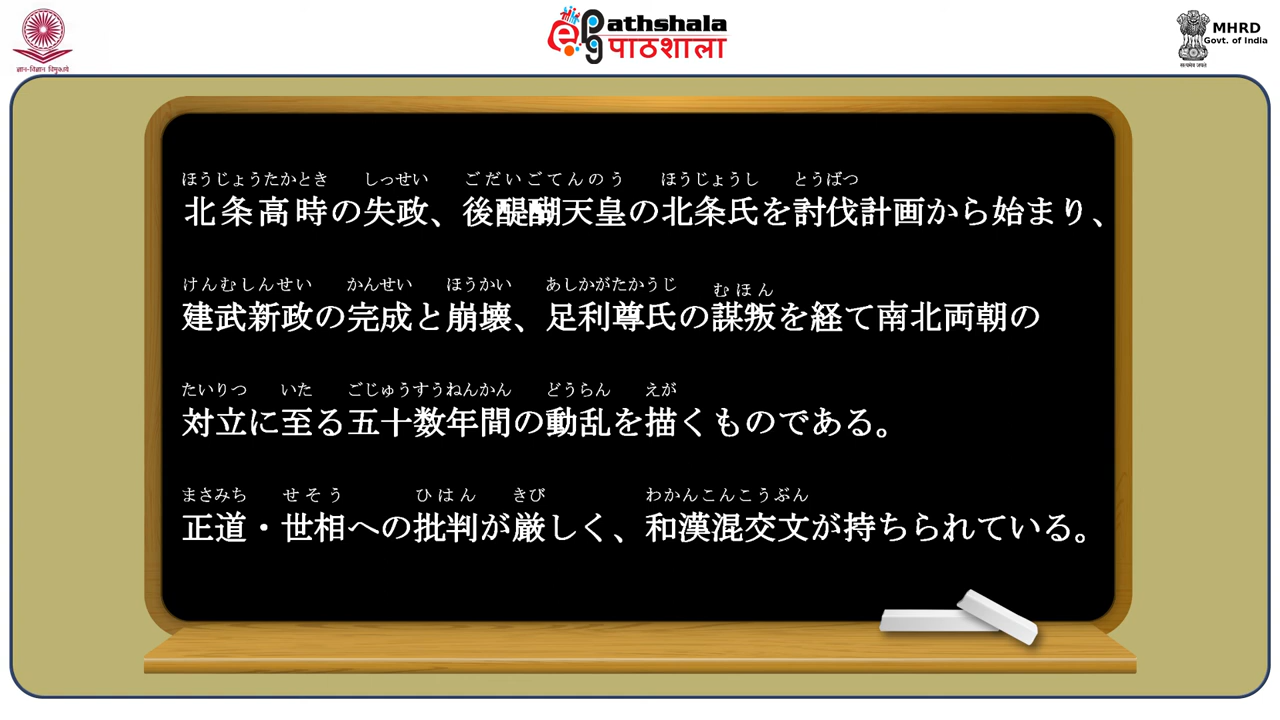 ज्ञान-विज्ञान विमुक्तये
ePathshala
पाठशाला
MHRD
Govt. of India
सत्यमेव जयते
ほうじょうたかとき しっせい ごだいごてんのう ほうじょうし とうばつ
北条高時の失政、後醍醐天皇の北条氏を討伐計画から始まり、
けんむしんせい かんせい ほうかい あしかがたかうじ むほん
建武新政の完成と崩壊、足利尊氏の謀叛を経て南北両朝の
たいりつ いた ごじゅうすうねんかん どうらん えが
対立に至る五十数年間の動乱を描くものである。
まさみち せそう ひはん きび わかんこんこうぶん
正道・世相への批判が厳しく、和漢混交文が持ちられている。